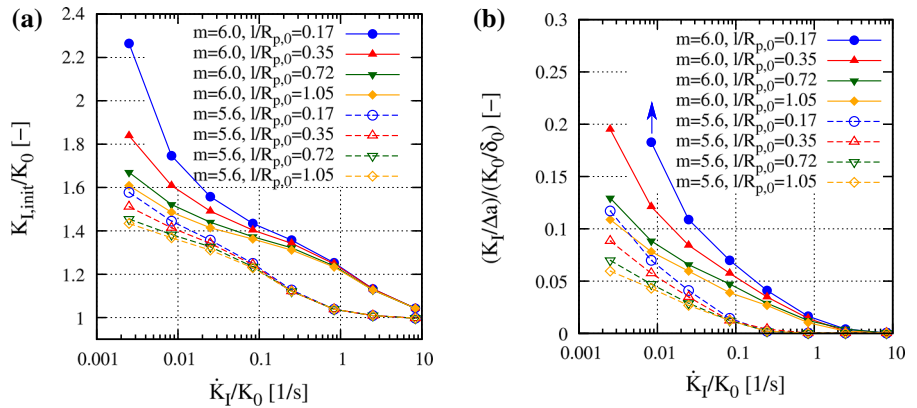 (a)
2.4
2.2
2
1.8
1.6
1.4
1.2
1
K_I,init/K_0 [-]
m=6.0, l/R_p,0=0.17
m=6.0, l/R_p,0=0.35
m=6.0, l/R_p,0=0.72
m=6.0, l/R_p,0=1.05
m=5.6, l/R_p,0=0.17
m=5.6, l/R_p,0=0.35
m=5.6, l/R_p,0=0.72
m=5.6, l/R_p,0=1.05
0.001 0.01 0.1 1 10
K̇_I/K_0 [1/s]
(b)
0.3
0.25
0.2
0.15
0.1
0.05
0
(K_I/Δa)/(K_0/δ_0) [-]
m=6.0, l/R_p,0=0.17
m=6.0, l/R_p,0=0.35
m=6.0, l/R_p,0=0.72
m=6.0, l/R_p,0=1.05
m=5.6, l/R_p,0=0.17
m=5.6, l/R_p,0=0.35
m=5.6, l/R_p,0=0.72
m=5.6, l/R_p,0=1.05
0.001 0.01 0.1 1 10
K̇_I/K_0 [1/s]